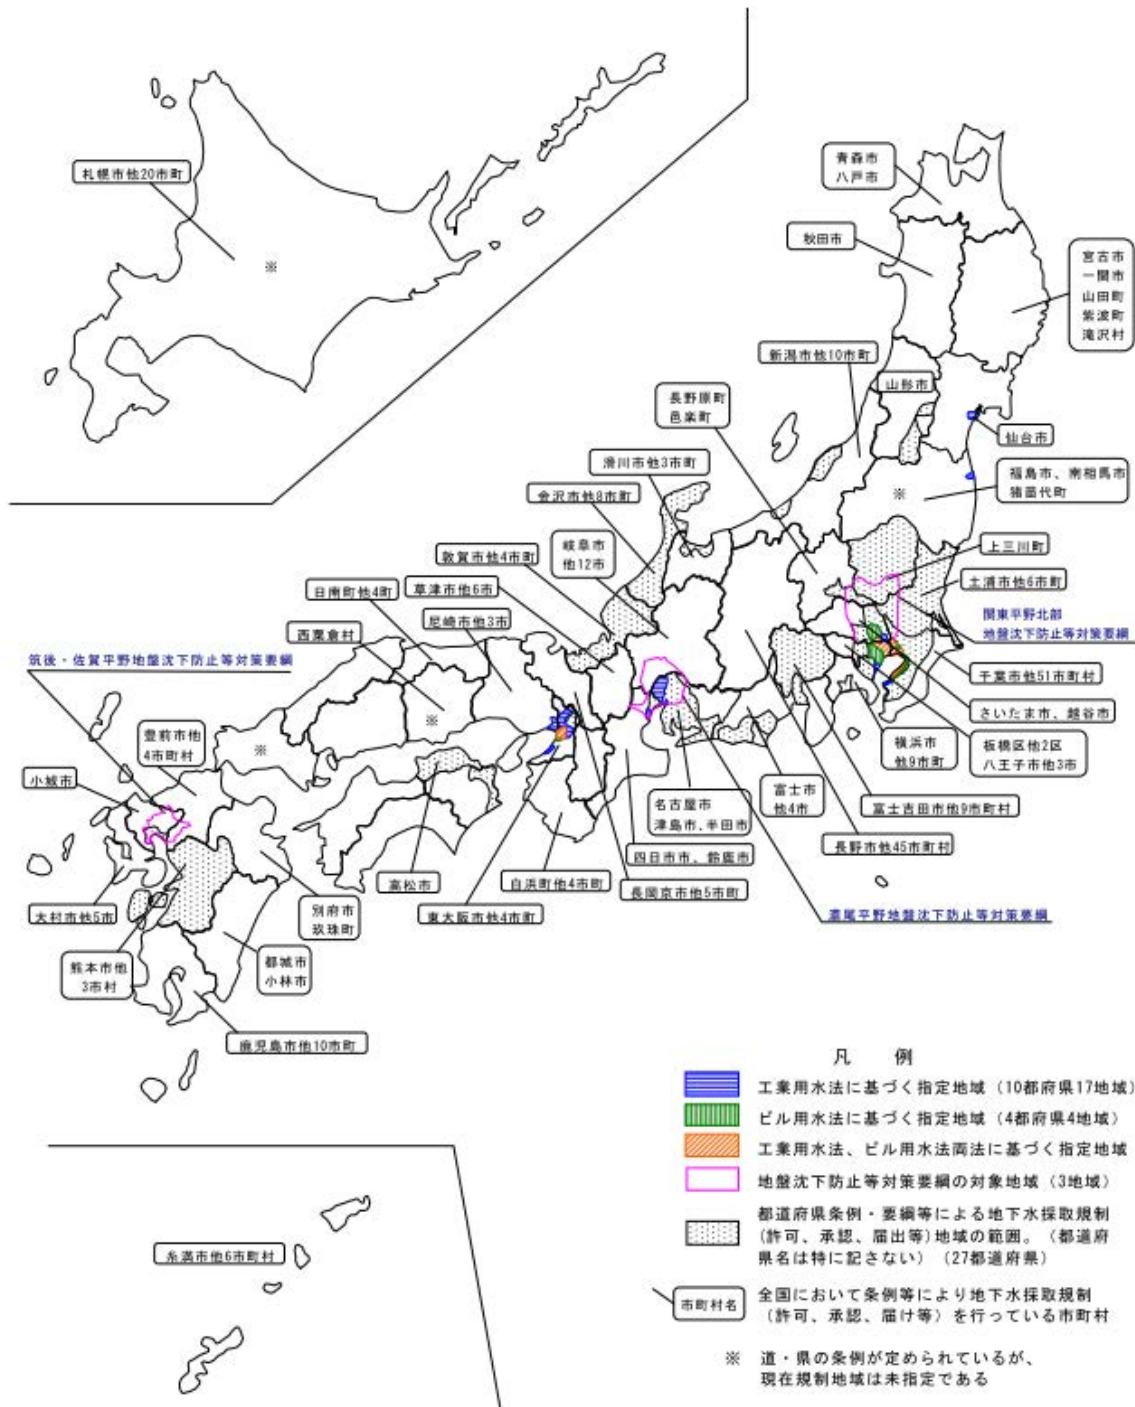 札幌市他20市町
青森市
八戸市
秋田市
宮古市
一関市
山田町
紫波町
滝沢村
新潟市他10市町
山形市
長野原町
邑楽町
仙台市
滑川市他3市町
福島市、南相馬市
猪苗代町
※
※
金沢市他8市町
岐阜市
他12市
上三川町
敦賀市他4市町
土浦市他6市町
草津市他6市
日南町他4町
関東平野北部
地盤沈下防止等対策要綱
尼崎市他3市
西粟倉村
筑後・佐賀平野地盤沈下防止等対策要綱
千葉市他51市町村
さいたま市、越谷市
※
※
豊前市他
4市町村
横浜市
他9市町
板橋区他2区
八王子市他3市
小城市
富士市
他4市
名古屋市
津島市、半田市
富士吉田市他9市町村
長野市他45市町村
四日市市、鈴鹿市
高松市
白浜町他4市町
長岡京市他5市町
大村市他5市
別府市
玖珠町
東大阪市他4市町
濃尾平野地盤沈下防止等対策要綱
熊本市他
3市村
都城市
小林市
鹿児島市他10市町
糸満市他6市町村
凡　例
工業用水法に基づく指定地域（10都府県17地域）
ビル用水法に基づく指定地域（4都府県4地域）
工業用水法、ビル用水法両法に基づく指定地域
地盤沈下防止等対策要綱の対象地域（3地域）
都道府県条例・要綱等による地下水採取規制
(許可、承認、届出等)地域の範囲。（都道府
県名は特に記さない）（27都道府県）
市町村名
全国において条例等により地下水採取規制
（許可、承認、届け等）を行っている市町村
※　道・県の条例が定められているが、
現在規制地域は未指定である